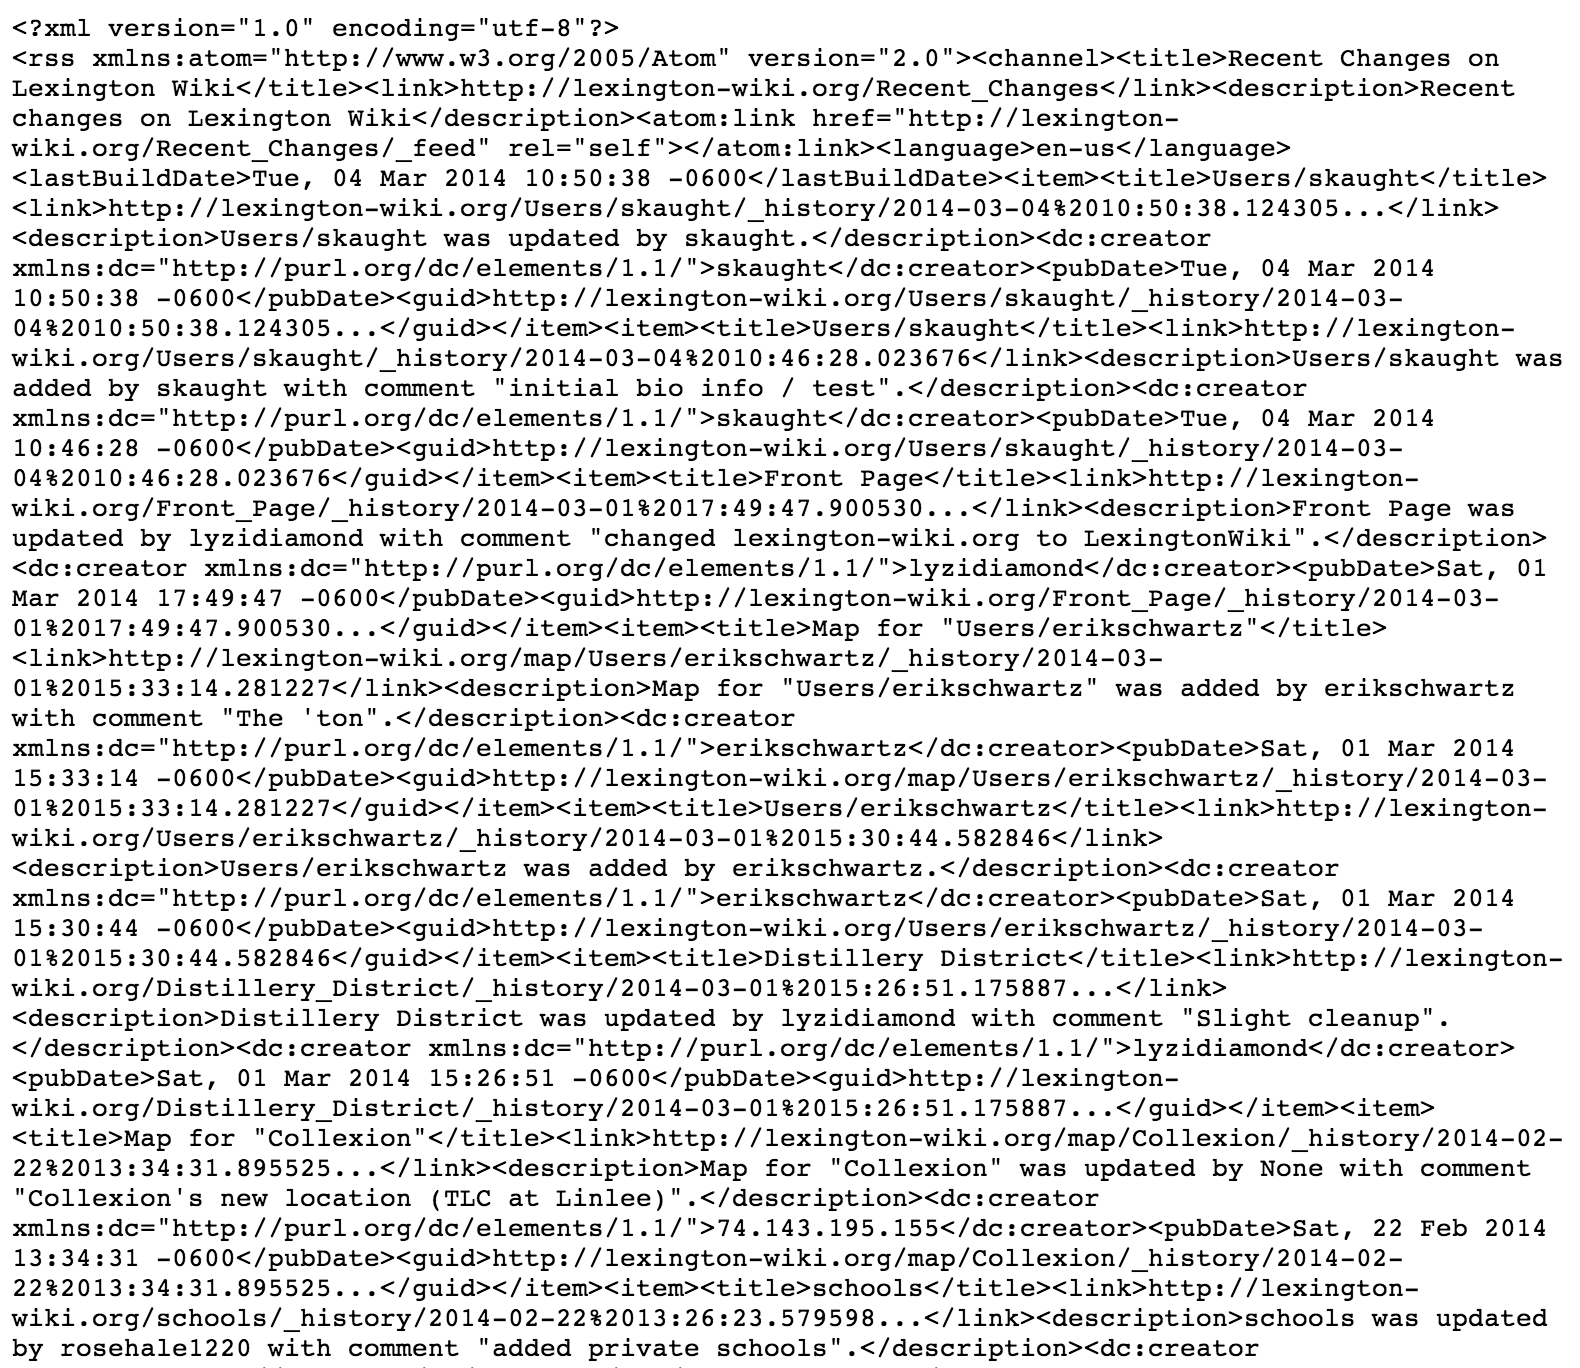 <?xml version="1.0" encoding="utf-8"?>
<rss xmlns:atom="http://www.w3.org/2005/Atom" version="2.0"><channel><title>Recent Changes on
Lexington Wiki</title><link>http://lexington-wiki.org/Recent_Changes</link><description>Recent
changes on Lexington Wiki</description><atom:link href="http://lexington-
wiki.org/Recent_Changes/_feed" rel="self"></atom:link><language>en-us</language>
<lastBuildDate>Tue, 04 Mar 2014 10:50:38 -0600</lastBuildDate><item><title>Users/skaught</title>
<link>http://lexington-wiki.org/Users/skaught/_history/2014-03-04%2010:50:38.124305...</link>
<description>Users/skaught was updated by skaught.</description><dc:creator
xmlns:dc="http://purl.org/dc/elements/1.1/">skaught</dc:creator><pubDate>Tue, 04 Mar 2014
10:50:38 -0600</pubDate><guid>http://lexington-wiki.org/Users/skaught/_history/2014-03-
04%2010:50:38.124305...</guid></item><item><title>Users/skaught</title><link>http://lexington-
wiki.org/Users/skaught/_history/2014-03-04%2010:46:28.023676</link><description>Users/skaught was
added by skaught with comment "initial bio info / test".</description><dc:creator
xmlns:dc="http://purl.org/dc/elements/1.1/">skaught</dc:creator><pubDate>Tue, 04 Mar 2014
10:46:28 -0600</pubDate><guid>http://lexington-wiki.org/Users/skaught/_history/2014-03-
04%2010:46:28.023676</guid></item><item><title>Front Page</title><link>http://lexington-
wiki.org/Front_Page/_history/2014-03-01%2017:49:47.900530...</link><description>Front Page was
updated by lyzidiamond with comment "changed lexington-wiki.org to LexingtonWiki".</description>
<dc:creator xmlns:dc="http://purl.org/dc/elements/1.1/">lyzidiamond</dc:creator><pubDate>Sat, 01
Mar 2014 17:49:47 -0600</pubDate><guid>http://lexington-wiki.org/Front_Page/_history/2014-03-
01%2017:49:47.900530...</guid></item><item><title>Map for "Users/erikschwartz"</title>
<link>http://lexington-wiki.org/map/Users/erikschwartz/_history/2014-03-
01%2015:33:14.281227</link><description>Map for "Users/erikschwartz" was added by erikschwartz
with comment "The 'ton".</description><dc:creator
xmlns:dc="http://purl.org/dc/elements/1.1/">erikschwartz</dc:creator><pubDate>Sat, 01 Mar 2014
15:33:14 -0600</pubDate><guid>http://lexington-wiki.org/map/Users/erikschwartz/_history/2014-03-
01%2015:33:14.281227</guid></item><item><title>Users/erikschwartz</title><link>http://lexington-
wiki.org/Users/erikschwartz/_history/2014-03-01%2015:30:44.582846</link>
<description>Users/erikschwartz was added by erikschwartz.</description><dc:creator
xmlns:dc="http://purl.org/dc/elements/1.1/">erikschwartz</dc:creator><pubDate>Sat, 01 Mar 2014
15:30:44 -0600</pubDate><guid>http://lexington-wiki.org/Users/erikschwartz/_history/2014-03-
01%2015:30:44.582846</guid></item><item><title>Distillery District</title><link>http://lexington-
wiki.org/Distillery_District/_history/2014-03-01%2015:26:51.175887...</link>
<description>Distillery District was updated by lyzidiamond with comment "Slight cleanup".
</description><dc:creator xmlns:dc="http://purl.org/dc/elements/1.1/">lyzidiamond</dc:creator>
<pubDate>Sat, 01 Mar 2014 15:26:51 -0600</pubDate><guid>http://lexington-
wiki.org/Distillery_District/_history/2014-03-01%2015:26:51.175887...</guid></item><item>
<title>Map for "Collexion"</title><link>http://lexington-wiki.org/map/Collexion/_history/2014-02-
22%2013:34:31.895525...</link><description>Map for "Collexion" was updated by None with comment
"Collexion's new location (TLC at Linlee)".</description><dc:creator
xmlns:dc="http://purl.org/dc/elements/1.1/">74.143.195.155</dc:creator><pubDate>Sat, 22 Feb 2014
13:34:31 -0600</pubDate><guid>http://lexington-wiki.org/map/Collexion/_history/2014-02-
22%2013:34:31.895525...</guid></item><item><title>schools</title><link>http://lexington-
wiki.org/schools/_history/2014-02-22%2013:26:23.579598...</link><description>schools was updated
by rosehale1220 with comment "added private schools".</description><dc:creator